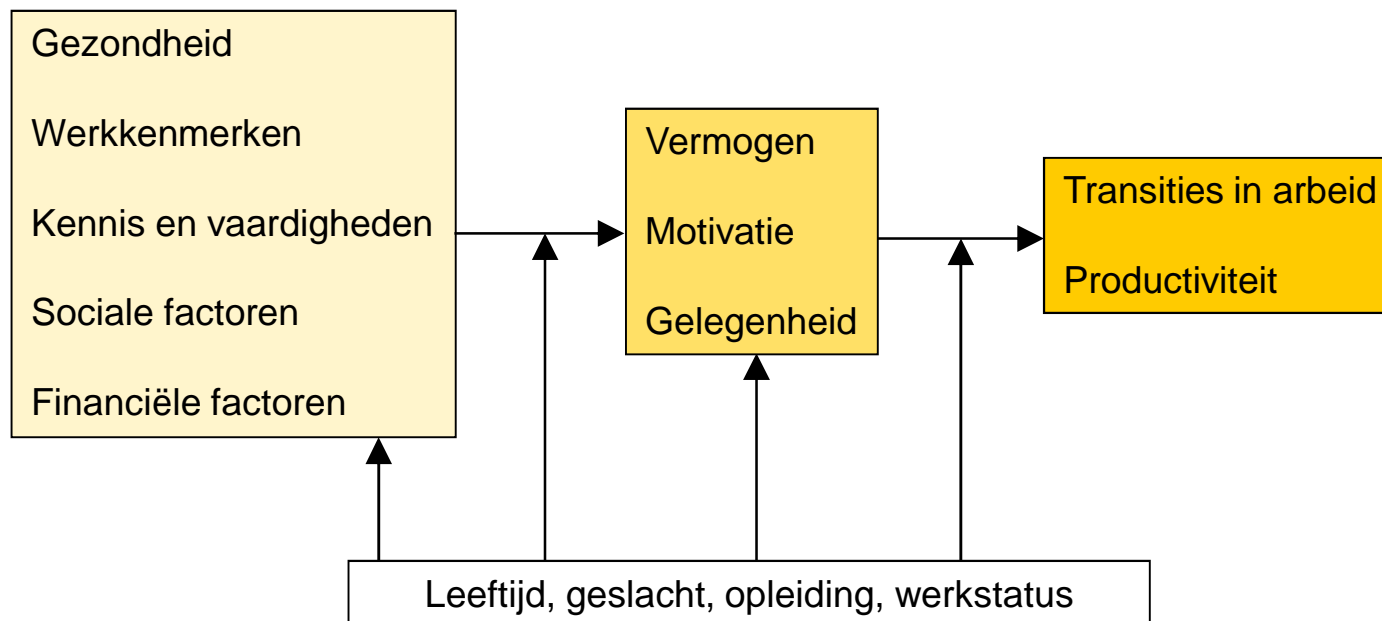 Gezondheid
Werkkenmerken
Kennis en vaardigheden
Sociale factoren
Financiële factoren
Vermogen
Motivatie
Gelegenheid
Transities in arbeid
Productiviteit
Leeftijd, geslacht, opleiding, werkstatus